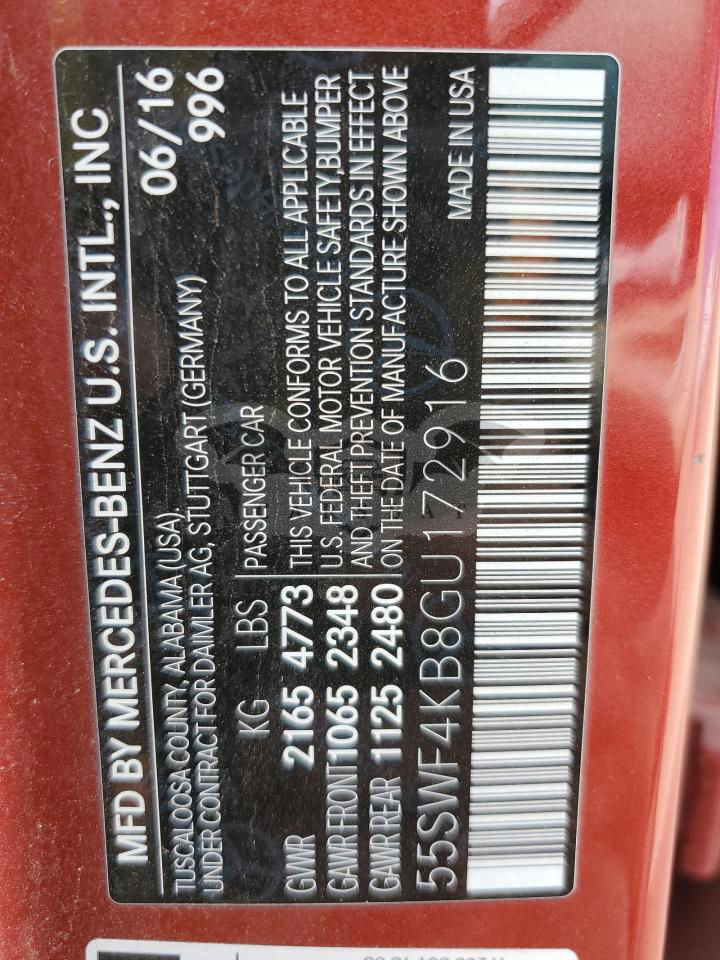 MFD BY MERCEDES-BENZ U.S. INTL., INC
TUSCALOOSA COUNTY, ALABAMA (USA) 06/16
UNDER CONTRACT FOR DAIMLER AG, STUTTGART (GERMANY) 996
KG LBS PASSENGER CAR
GWR 2165 4773 THIS VEHICLE CONFORMS TO ALL APPLICABLE
GAWR FRONT 1065 2348 U.S. FEDERAL MOTOR VEHICLE SAFETY,BUMPER
GAWR REAR 1125 2480 AND THEFT PREVENTION STANDARDS IN EFFECT
ON THE DATE OF MANUFACTURE SHOWN ABOVE
55SWF4KB8GU172916 MADE IN USA